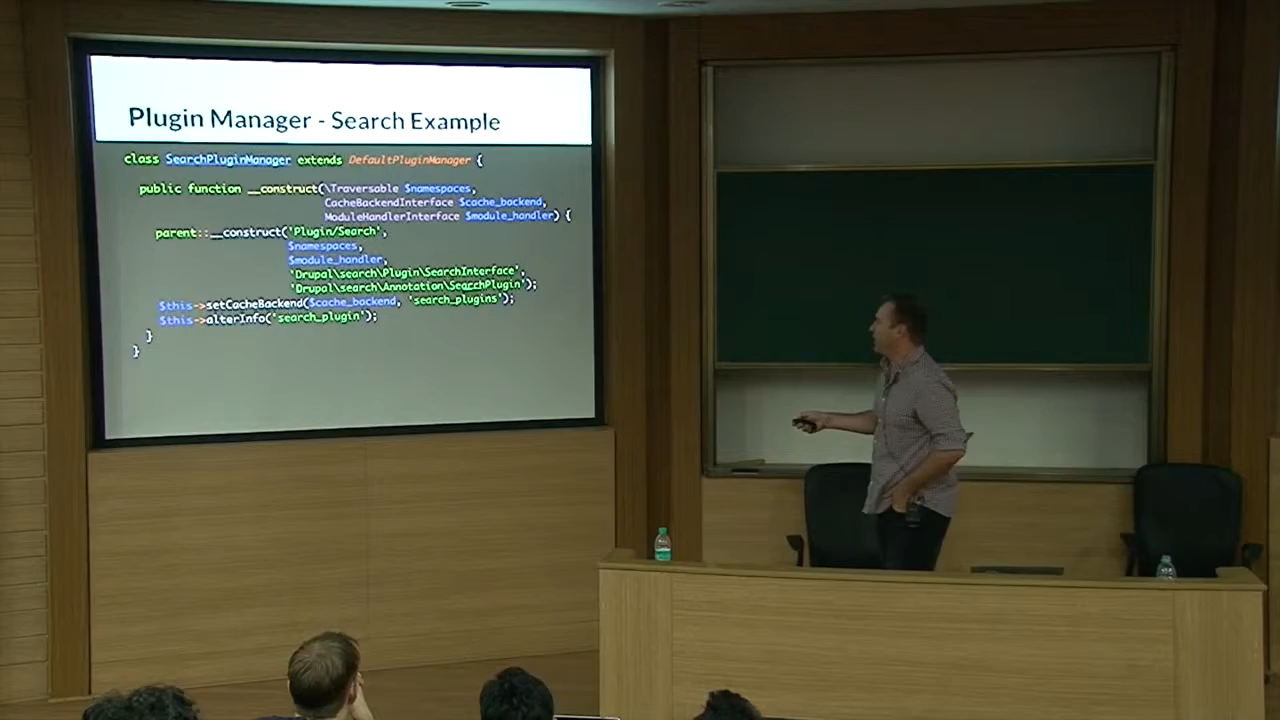 Plugin Manager - Search Example
class SearchPluginManager extends DefaultPluginManager {
public function __construct(\Traversable $namespaces,
CacheBackendInterface $cache_backend,
ModuleHandlerInterface $module_handler) {
parent::__construct('Plugin/Search',
$namespaces,
$module_handler,
'Drupal\search\Plugin\SearchInterface',
'Drupal\search\Annotation\SearchPlugin');
$this->setCacheBackend($cache_backend, 'search_plugins');
$this->alterInfo('search_plugin');
}
}